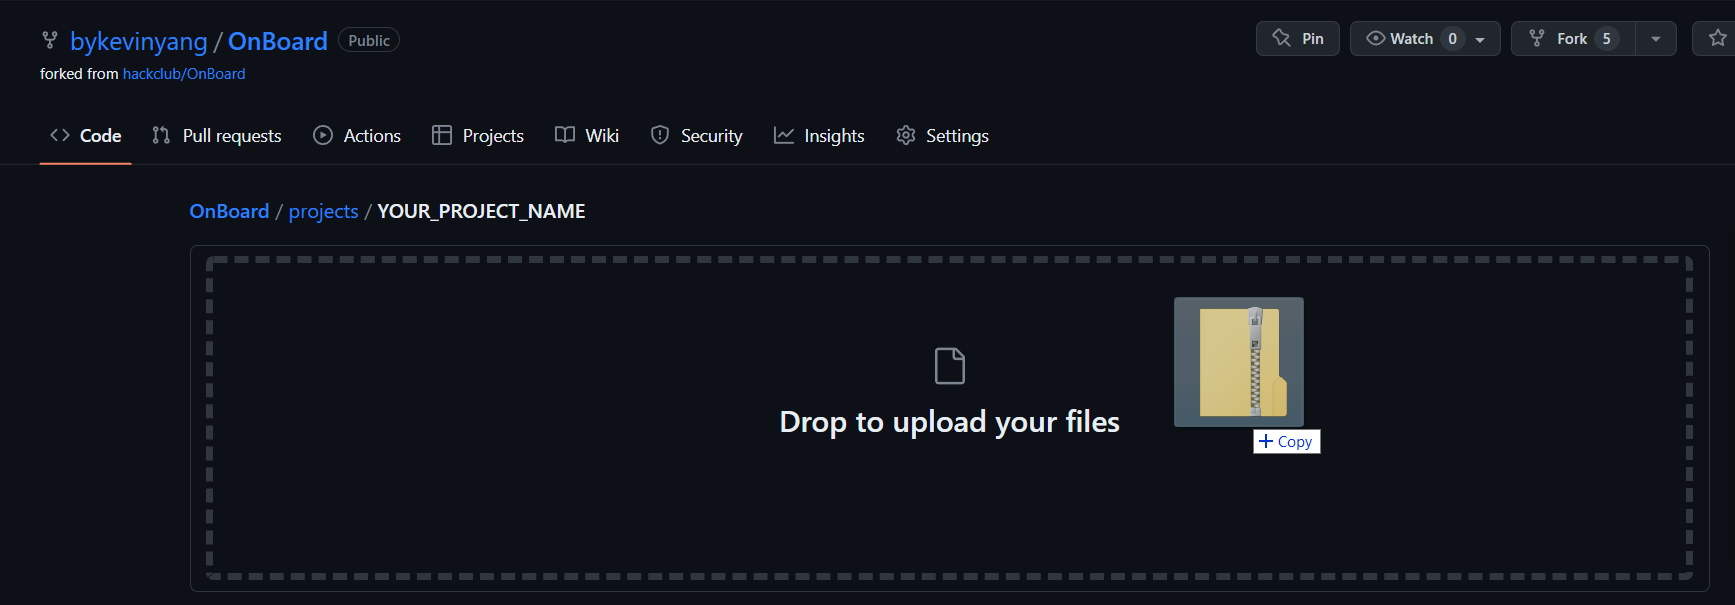 bykevinyang / OnBoard Public
Pin
Watch 0
Fork 5
forked from hackclub/OnBoard
Code
Pull requests
Actions
Projects
Wiki
Security
Insights
Settings
OnBoard / projects / YOUR_PROJECT_NAME
Drop to upload your files
+ Copy